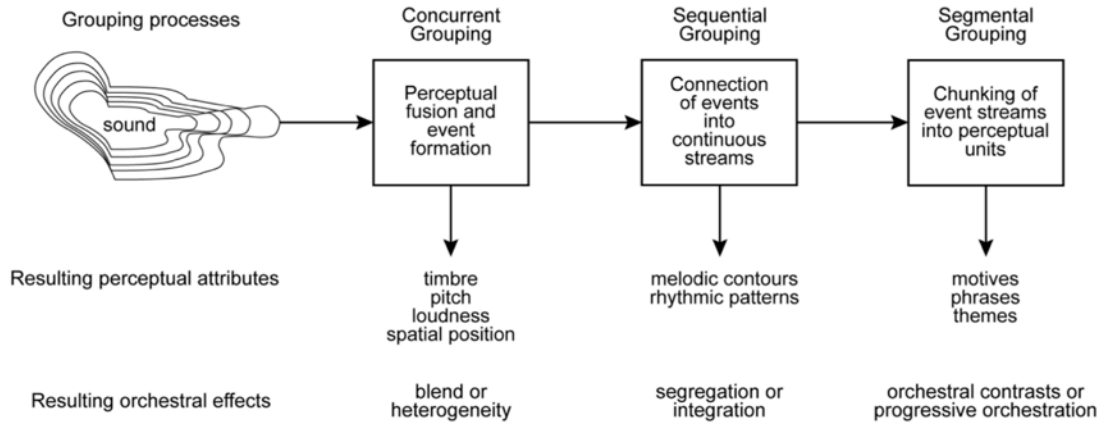 Grouping processes
Concurrent
Grouping
Sequential
Grouping
Segmental
Grouping
sound
Perceptual
fusion and
event
formation
Connection
of events
into
continuous
streams
Chunking of
event streams
into perceptual
units
Resulting perceptual attributes
timbre
pitch
loudness
spatial position
melodic contours
rhythmic patterns
motives
phrases
themes
Resulting orchestral effects
blend or
heterogeneity
segregation or
integration
orchestral contrasts or
progressive orchestration